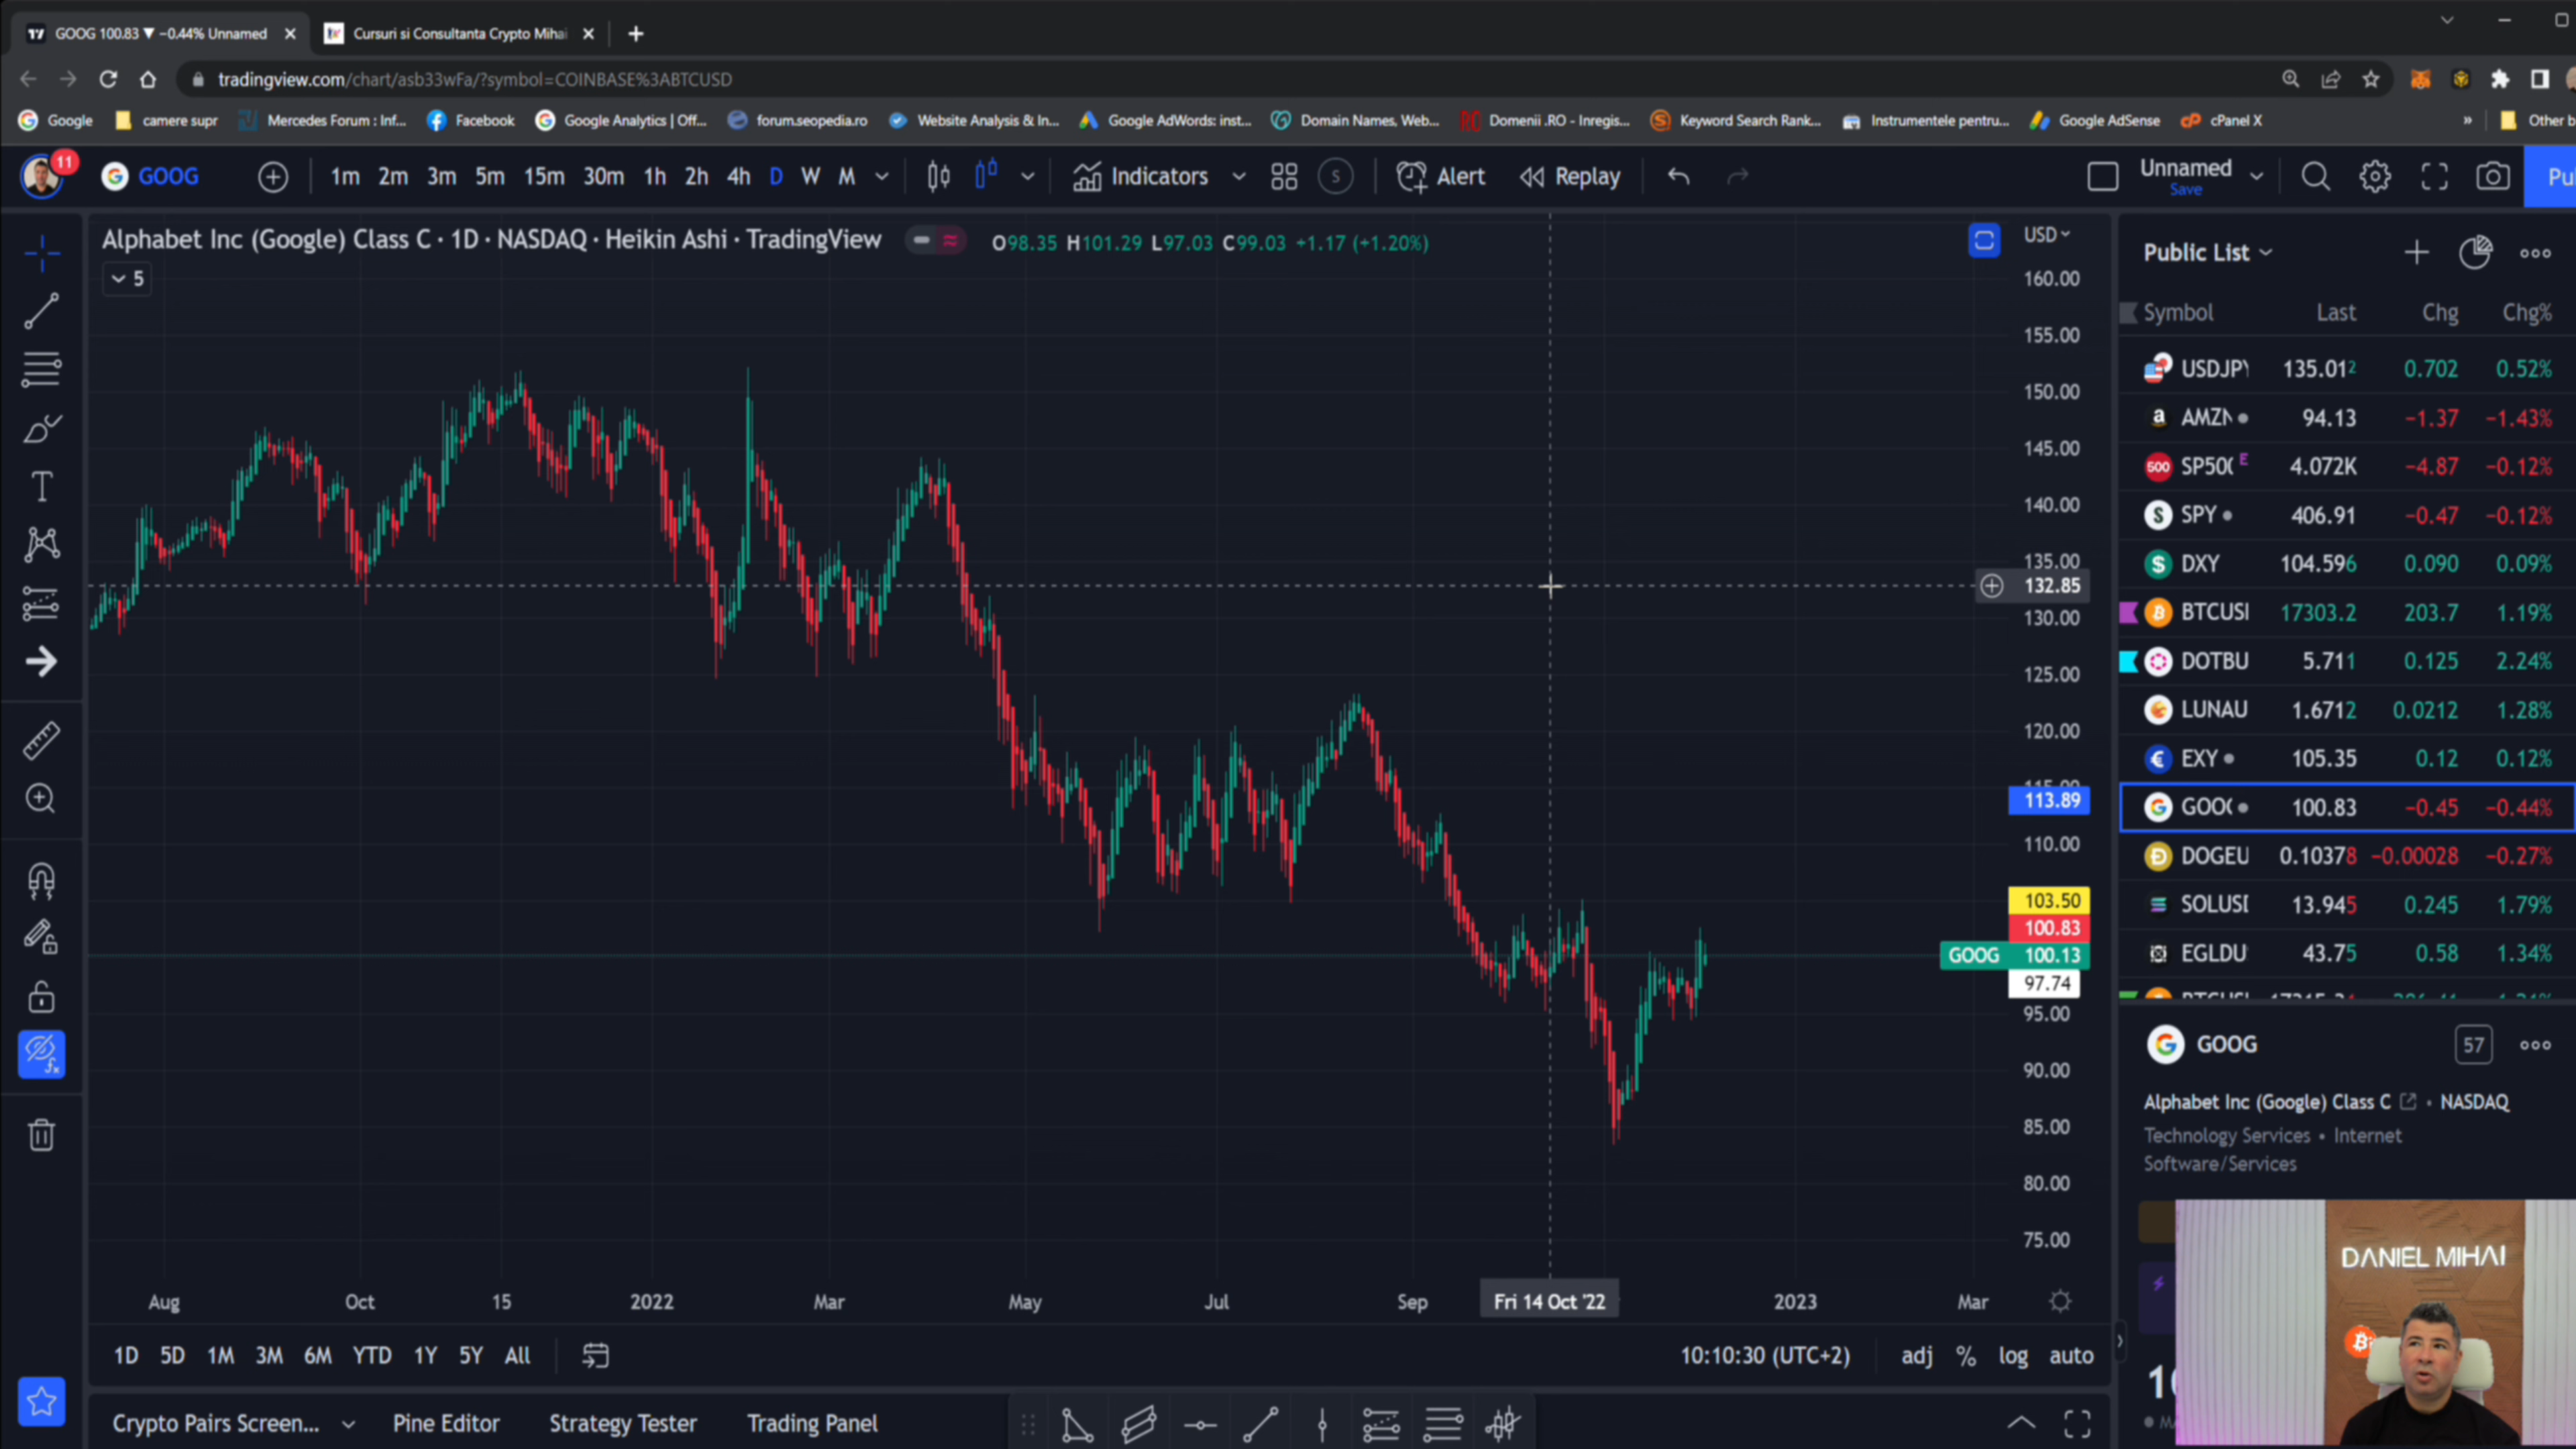 GOOG 100.83 ▼ −0.44% Unnamed
Cursuri si Consultanta Crypto Mihai
tradingview.com/chart/asb33wFa/?symbol=COINBASE%3ABTCUSD
Google camere supr Mercedes Forum : Inf... Facebook Google Analytics | Off... forum.seopedia.ro Website Analysis & In... Google AdWords: inst... Domain Names, Web... Domenii .RO - Inregis... Keyword Search Rank... Instrumentele pentru... Google AdSense cPanel X » Other b
11 GOOG 1m 2m 3m 5m 15m 30m 1h 2h 4h D W M Indicators S Alert Replay Unnamed Save
Alphabet Inc (Google) Class C · 1D · NASDAQ · Heikin Ashi · TradingView O98.35 H101.29 L97.03 C99.03 +1.17 (+1.20%)
5
USD
160.00
155.00
150.00
145.00
140.00
135.00
132.85
130.00
125.00
120.00
113.89
110.00
103.50
100.83
GOOG 100.13
97.74
95.00
90.00
85.00
80.00
75.00
Aug Oct 15 2022 Mar May Jul Sep Fri 14 Oct '22 2023 Mar
1D 5D 1M 3M 6M YTD 1Y 5Y All 10:10:30 (UTC+2) adj % log auto
Crypto Pairs Screen... Pine Editor Strategy Tester Trading Panel
Public List
Symbol Last Chg Chg%
USDJPY 135.012 0.702 0.52%
AMZN 94.13 −1.37 −1.43%
500 SP500 E 4.072K −4.87 −0.12%
SPY 406.91 −0.47 −0.12%
DXY 104.596 0.090 0.09%
BTCUSD 17303.2 203.7 1.19%
DOTBU 5.711 0.125 2.24%
LUNAU 1.6712 0.0212 1.28%
EXY 105.35 0.12 0.12%
GOOG 100.83 −0.45 −0.44%
DOGEU 0.10378 −0.00028 −0.27%
SOLUSD 13.945 0.245 1.79%
EGLDU 43.75 0.58 1.34%
GOOG 57
Alphabet Inc (Google) Class C · NASDAQ
Technology Services • Internet
Software/Services
DANIEL MIHAI